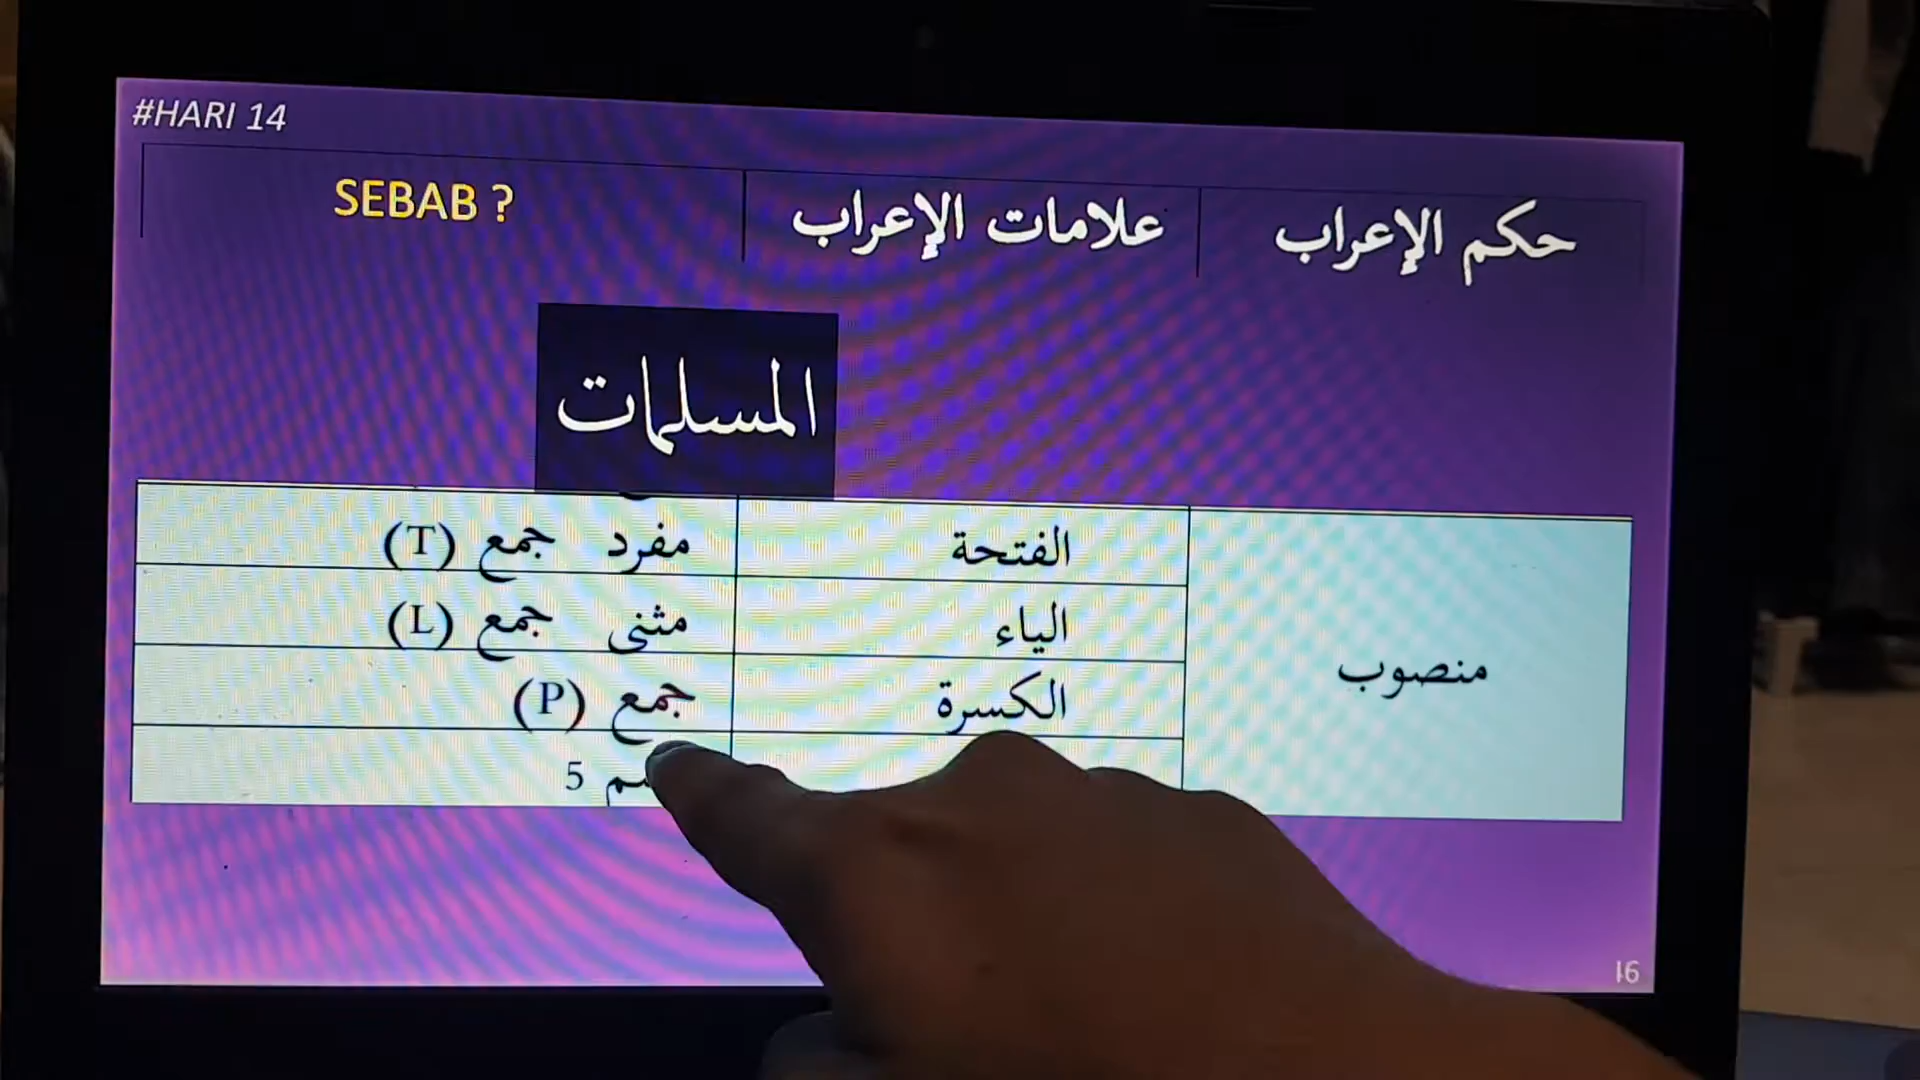 #HARI 14
حكم الإعراب علامات الإعراب SEBAB ?
المسلمات
الفتحة مفرد جمع (T)
الياء مثنى جمع (L)
منصوب
الكسرة جمع (P)
5
16